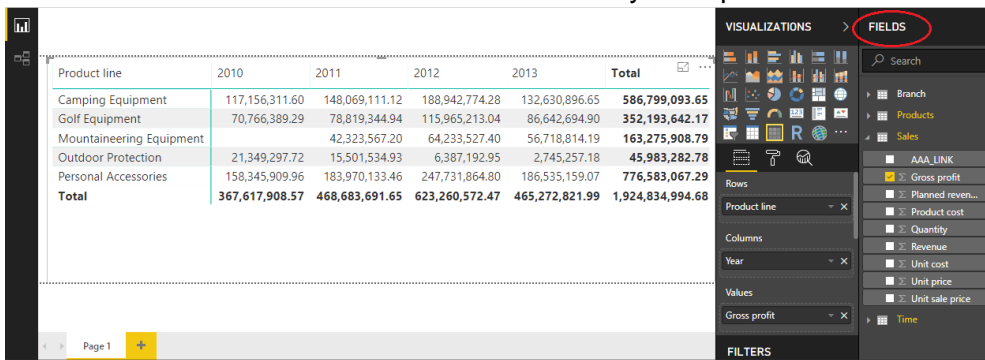 VISUALIZATIONS > FIELDS
Search
Product line 2010 2011 2012 2013 Total
Camping Equipment 117,156,311.60 148,069,111.12 188,942,774.28 132,630,896.65 586,799,093.65
Golf Equipment 70,766,389.29 78,819,344.94 115,965,213.04 86,642,694.90 352,193,642.17
Mountaineering Equipment 42,323,567.20 64,233,527.40 56,718,814.19 163,275,908.79
Outdoor Protection 21,349,297.72 15,501,534.93 6,387,192.95 2,745,257.18 45,983,282.78
Personal Accessories 158,345,909.96 183,970,133.46 247,731,864.80 186,535,159.07 776,583,067.29
Total 367,617,908.57 468,683,691.65 623,260,572.47 465,272,821.99 1,924,834,994.68
Page 1 +
R
Rows
Product line
Columns
Year
Values
Gross profit
FILTERS
Branch
Products
Sales
AAA_LINK
Σ Gross profit
Σ Planned reven...
Σ Product cost
Σ Quantity
Σ Revenue
Σ Unit cost
Σ Unit price
Σ Unit sale price
Time